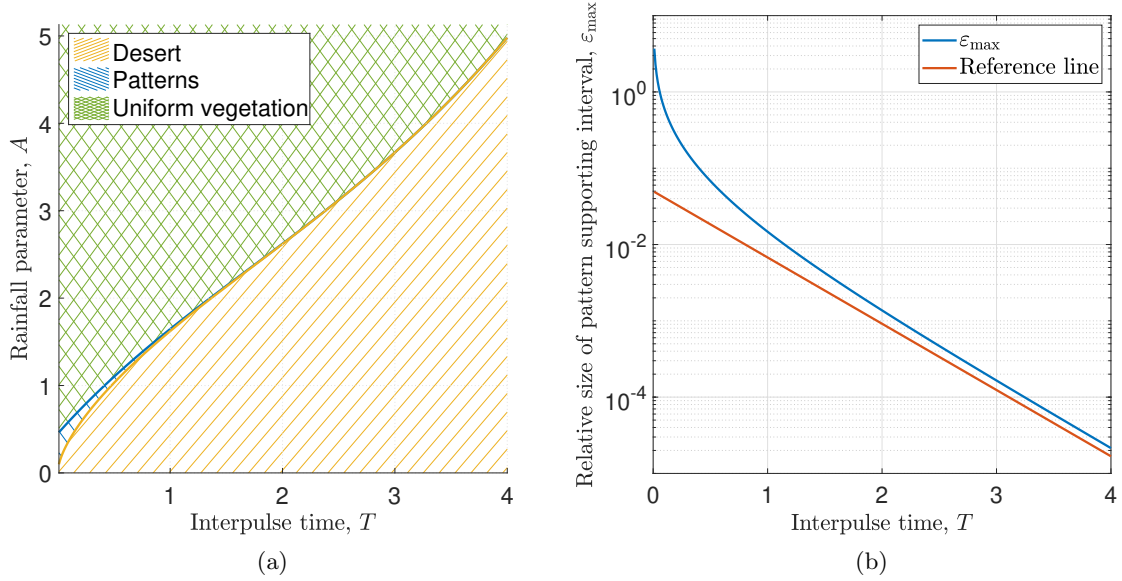 Desert
Patterns
Uniform vegetation
Rainfall parameter, A
5
4
3
2
1
0
1 2 3 4
Interpulse time, T
(a)
Relative size of pattern supporting interval, εmax
εmax
Reference line
10^0
10^-2
10^-4
0 1 2 3 4
Interpulse time, T
(b)